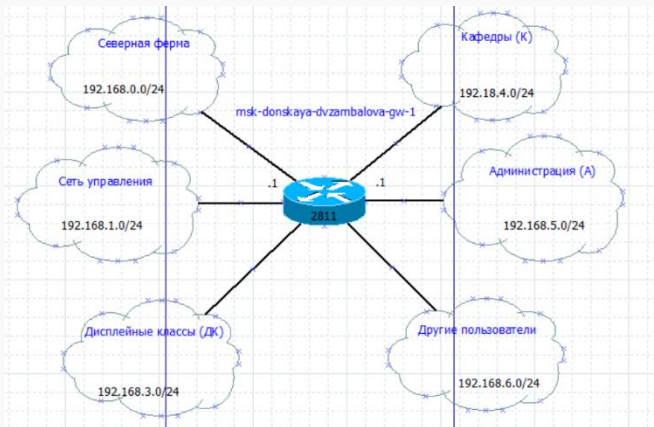 Северная ферма
192.168.0.0/24
Кафедры (К)
192.18.4.0/24
msk-donskaya-dvzambalova-gw-1
Сеть управления
192.168.1.0/24
.1
.1
2811
Администрация (А)
192.168.5.0/24
Дисплейные классы (ДК)
192.168.3.0/24
Другие пользователи
192.168.6.0/24